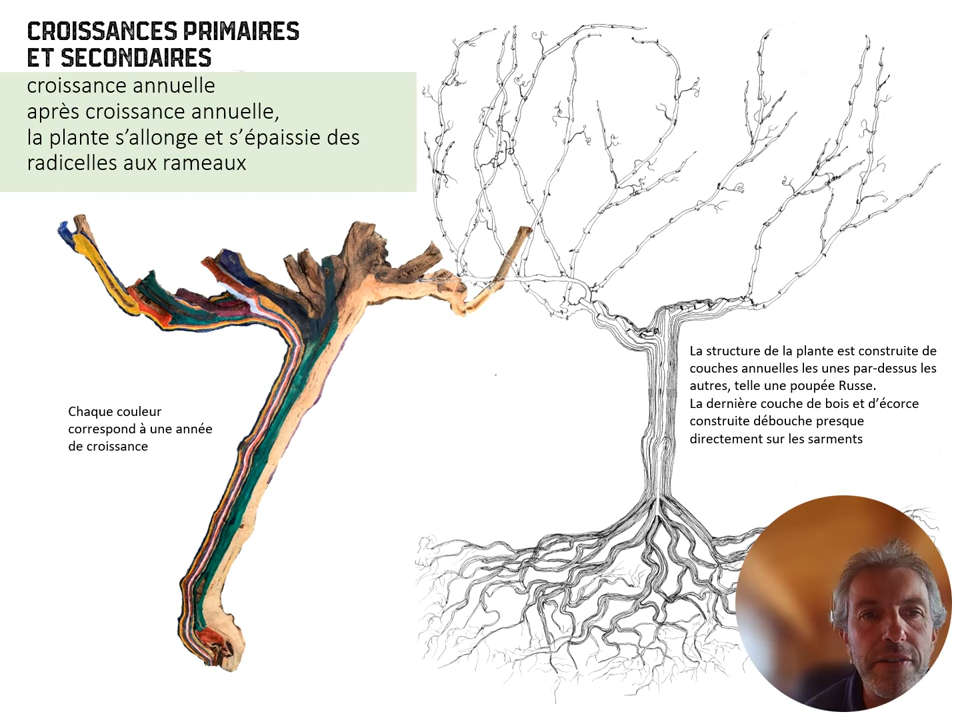 CROISSANCES PRIMAIRES
ET SECONDAIRES
croissance annuelle
après croissance annuelle,
la plante s’allonge et s’épaissie des
radicelles aux rameaux
Chaque couleur
correspond à une année
de croissance
La structure de la plante est construite de
couches annuelles les unes par-dessus les
autres, telle une poupée Russe.
La dernière couche de bois et d’écorce
construite débouche presque
directement sur les sarments